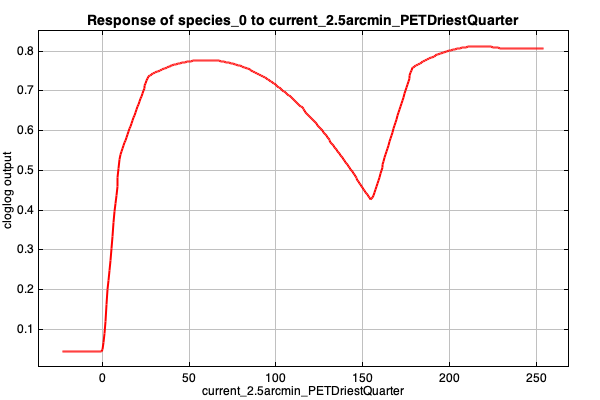 Response of species_0 to current_2.5arcmin_PETDriestQuarter
0.8
0.7
0.6
0.5
0.4
0.3
0.2
0.1
cloglog output
0 50 100 150 200 250
current_2.5arcmin_PETDriestQuarter